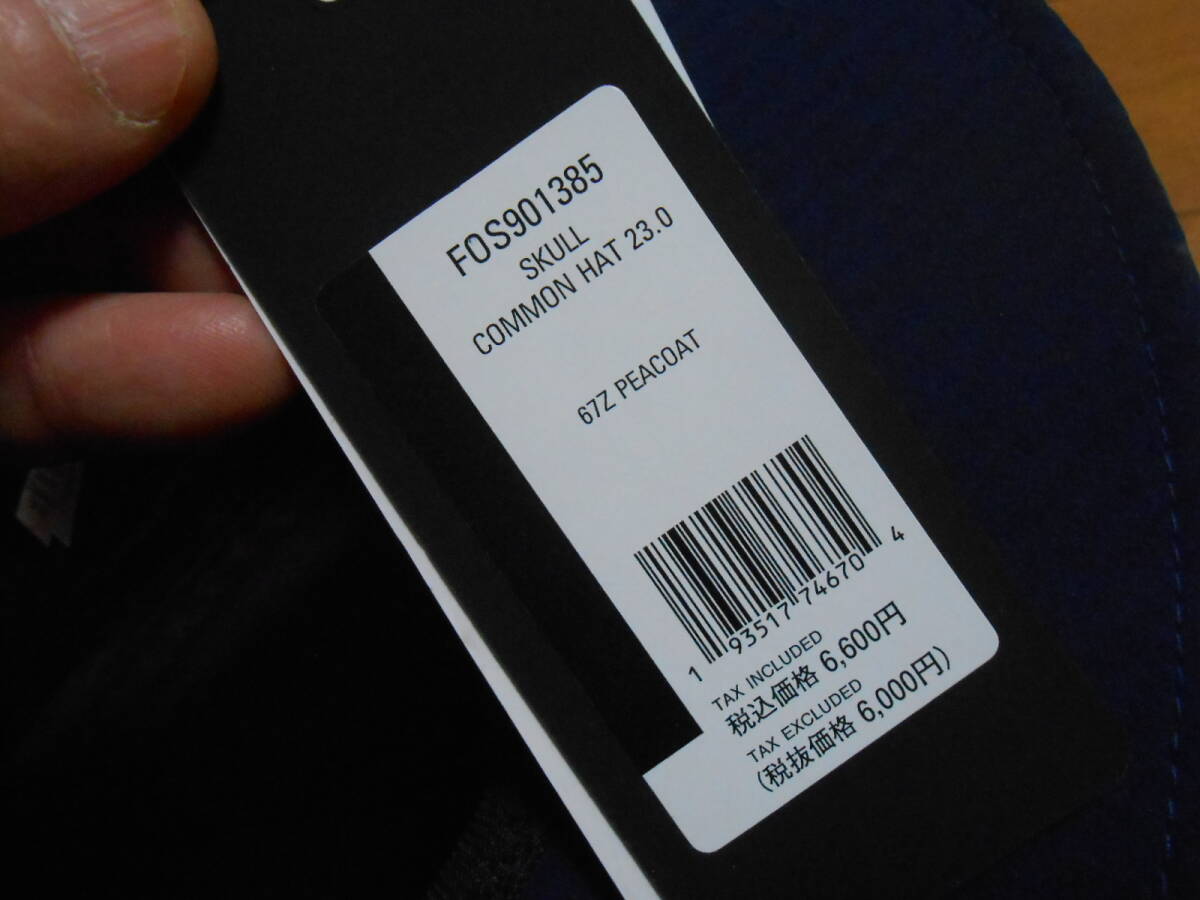 FOS901385
SKULL
COMMON HAT 23.0
67Z PEACOAT
1 93517 74670 4
TAX INCLUDED
税込価格 6,600円
TAX EXCLUDED
(税抜価格 6,000円)